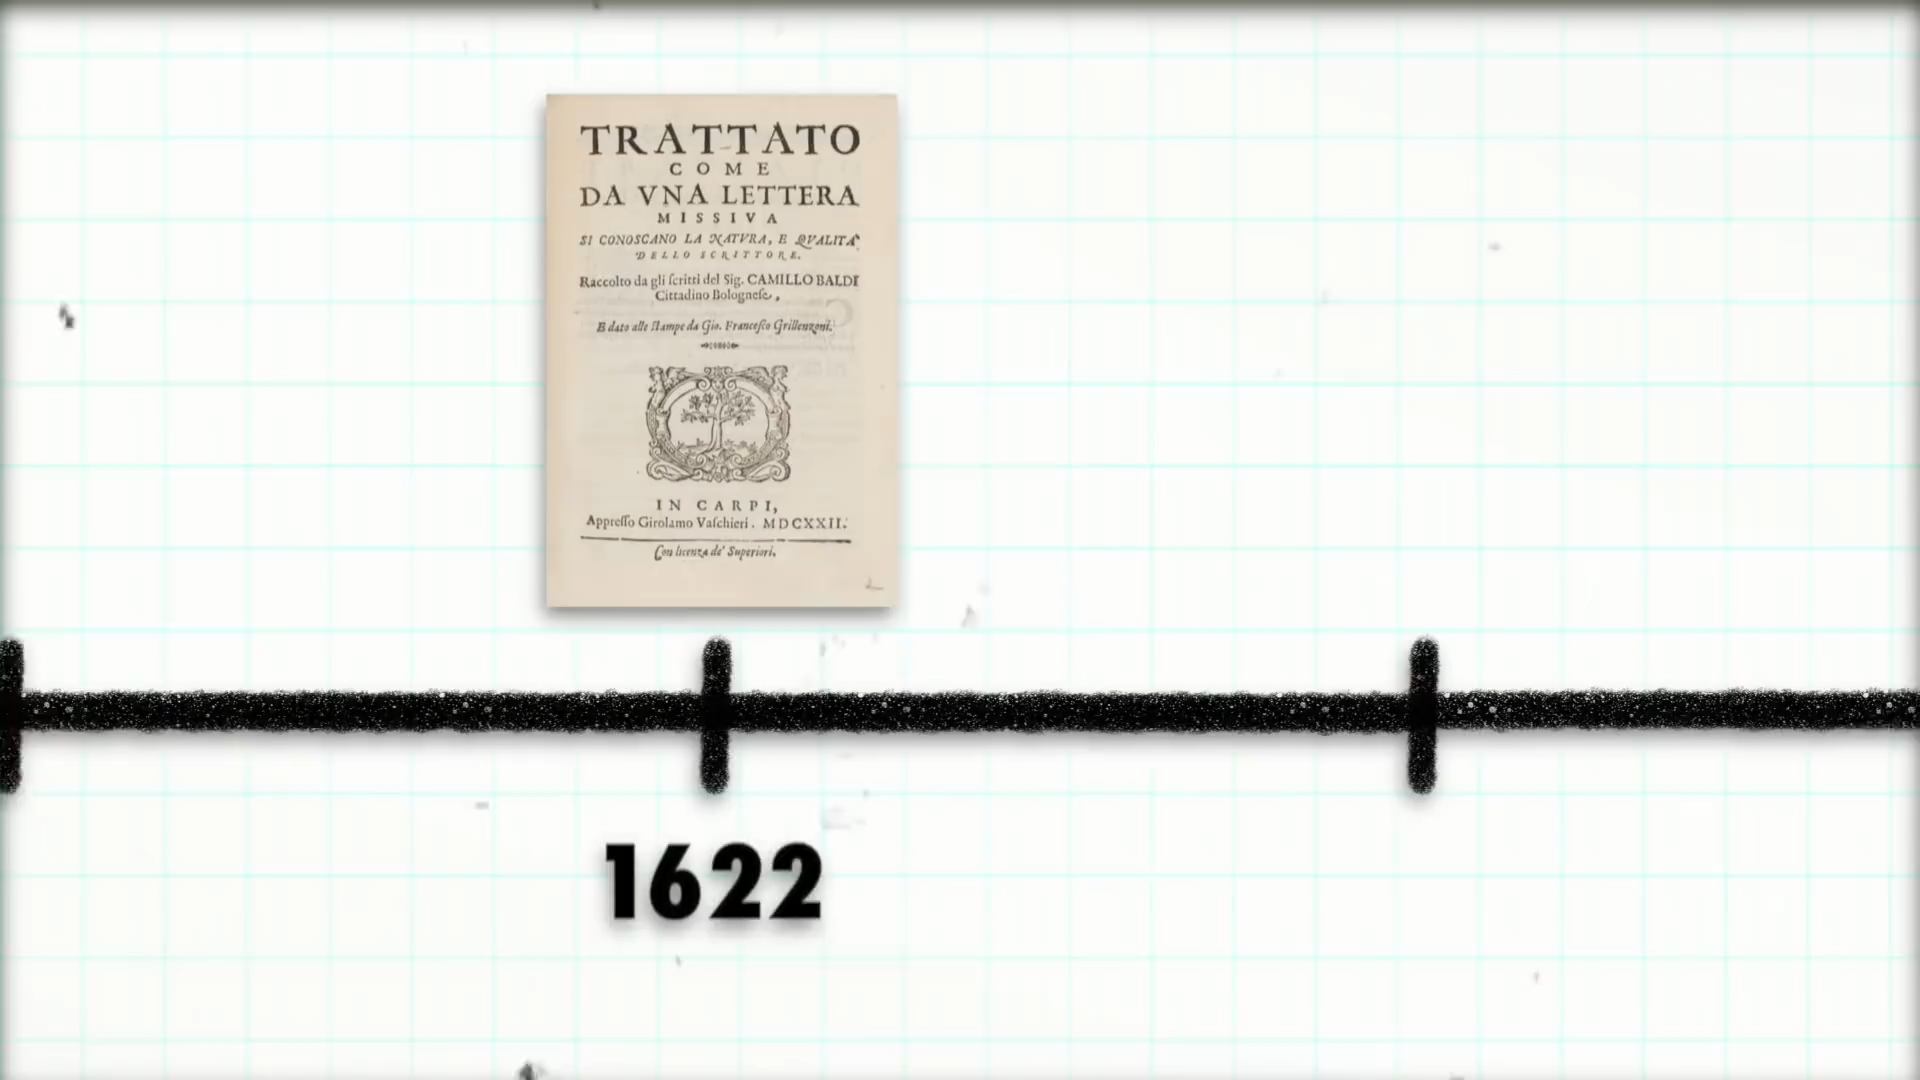 TRATTATO
COME
DA VNA LETTERA
MISSIVA
SI CONOSCANO LA NATVRA, E QVALITA'
DELLO SCRITTORE.
Raccolto da gli ſcritti del Sig. CAMILLO BALDI
Cittadino Bologneſe,
E dato alle ſtampe da Gio. Franceſco Grillenzoni.
IN CARPI,
Appreſſo Girolamo Vaſchieri. MDCXXII.
Con licenza de' Superiori.
1622